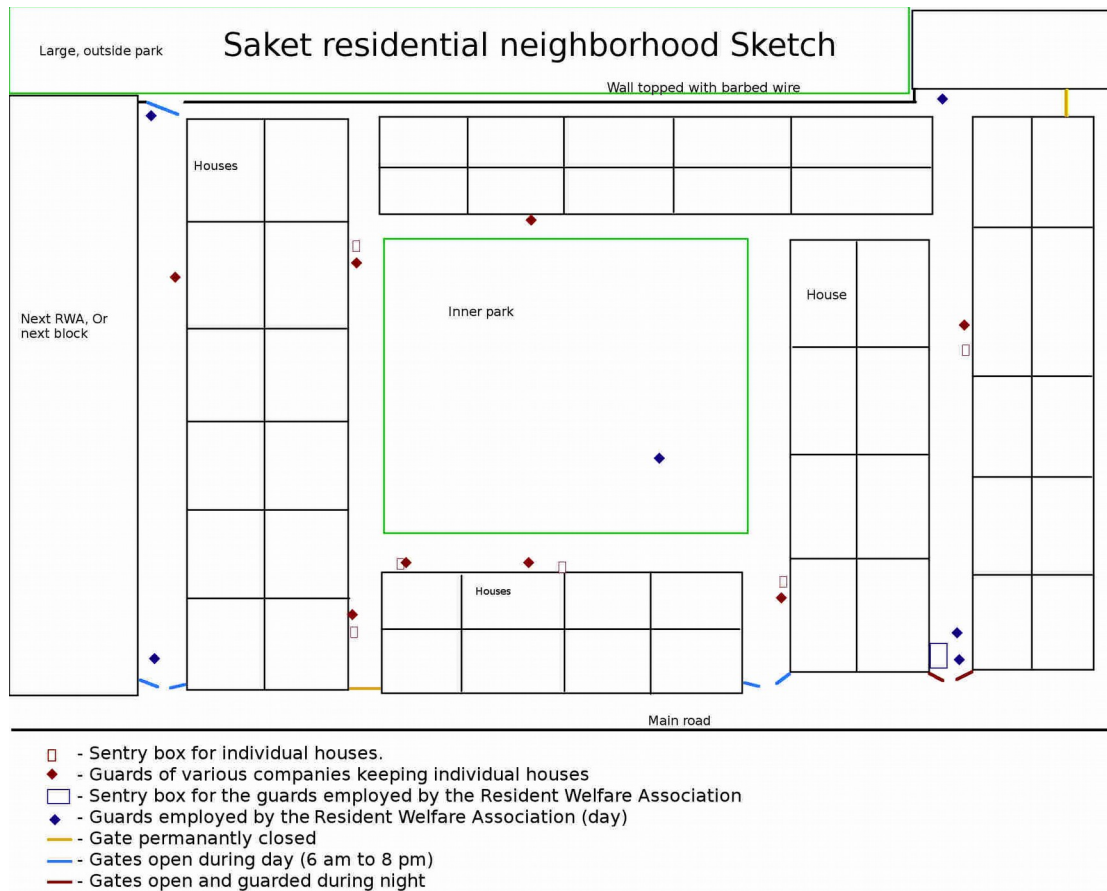 Saket residential neighborhood Sketch
Large, outside park
Wall topped with barbed wire
Houses
House
Inner park
Next RWA, Or
next block
Houses
Main road
- Sentry box for individual houses.
- Guards of various companies keeping individual houses
- Sentry box for the guards employed by the Resident Welfare Association
- Guards employed by the Resident Welfare Association (day)
- Gate permanantly closed
- Gates open during day (6 am to 8 pm)
- Gates open and guarded during night